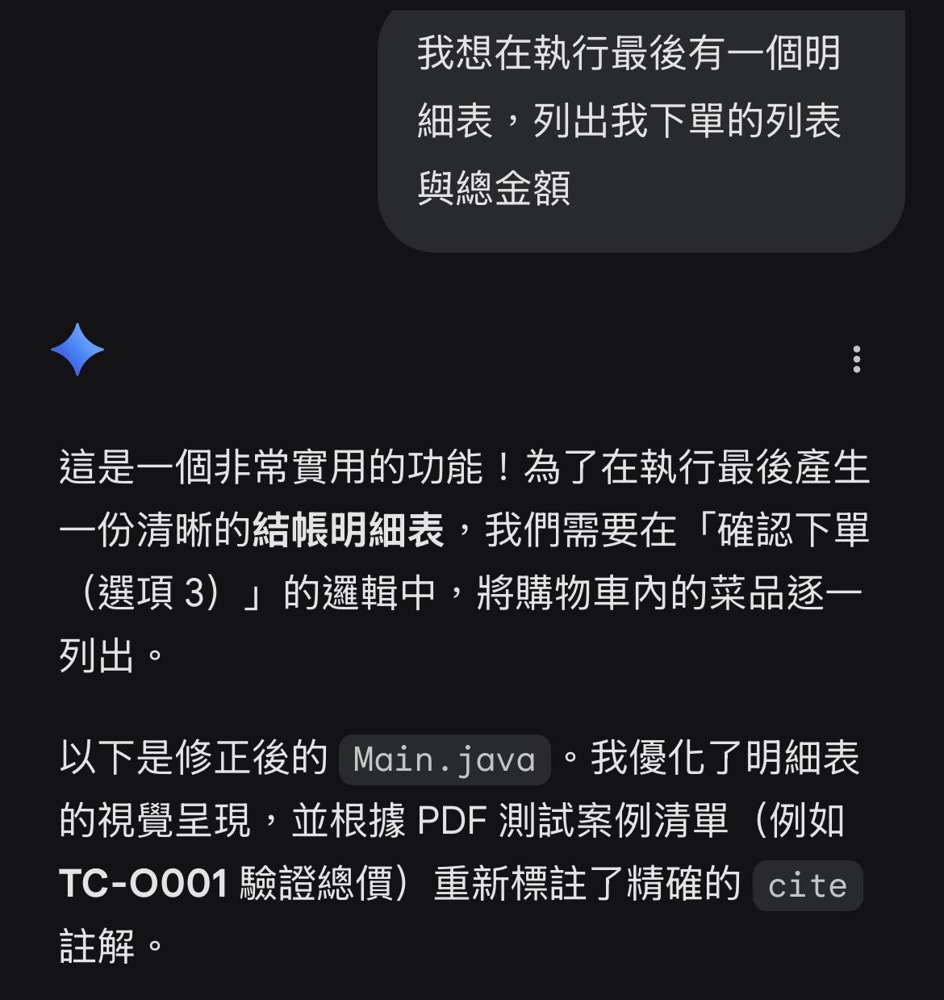 我想在執行最後有一個明
細表，列出我下單的列表
與總金額
這是一個非常實用的功能！為了在執行最後產生
一份清晰的結帳明細表，我們需要在「確認下單
（選項 3）」的邏輯中，將購物車內的菜品逐一
列出。
以下是修正後的 Main.java 。我優化了明細表
的視覺呈現，並根據 PDF 測試案例清單（例如
TC-O001 驗證總價）重新標註了精確的 cite
註解。